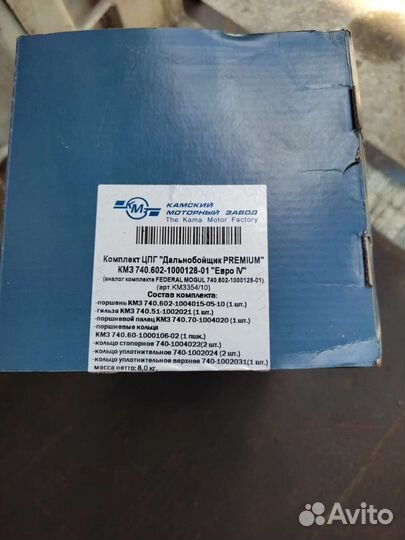 КМЗ
КАМСКИЙ
МОТОРНЫЙ ЗАВОД
The Kama Motor Factory
Комплект ЦПГ "Дальнобойщик PREMIUM"
КМЗ 740.602-1000128-01 "Евро IV"
(аналог комплекта FEDERAL MOGUL 740.602-1000128-01)
(арт.КМ3354/10)
Состав комплекта:
-поршень КМЗ 740.602-1004015-05-10 (1 шт.)
-гильза КМЗ 740.51-1002021 (1 шт.)
-поршневой палец КМЗ 740.70-1004020 (1 шт.)
-поршневые кольца
КМЗ 740.60-1000106-02 (1 пшк.)
-кольцо стопорное 740-1004022(2 шт.)
-кольцо уплотнительное 740-1002024 (2 шт.)
-кольцо уплотнительное верхнее 740-1002031(1 шт.)
масса нетто: 8,0 кг.
Avito